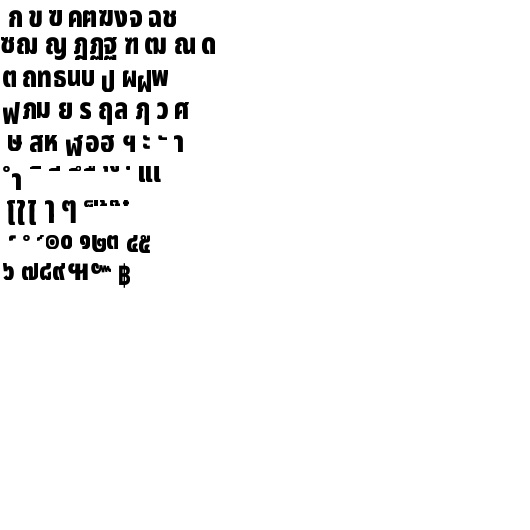 ก ข ฃ คฅฆงจ ฉช
ซฌ ญ ฎฏฐ ฑ ฒ ณ ด
ต ถทธนบ ป ผฝพ
ฟภม ย ร ฤล ฦ ว ศ
ษ สห ฬอฮ ฯ ะ ั า
ำ ิ ี ึ ื ุ ู ฺ เแ
โใไ ๅ ๆ ็ ่ ้ ๊ ๋
์ ํ ๎ ๏๐ ๑๒๓ ๔๕
๖ ๗๘๙๚๛ ฿